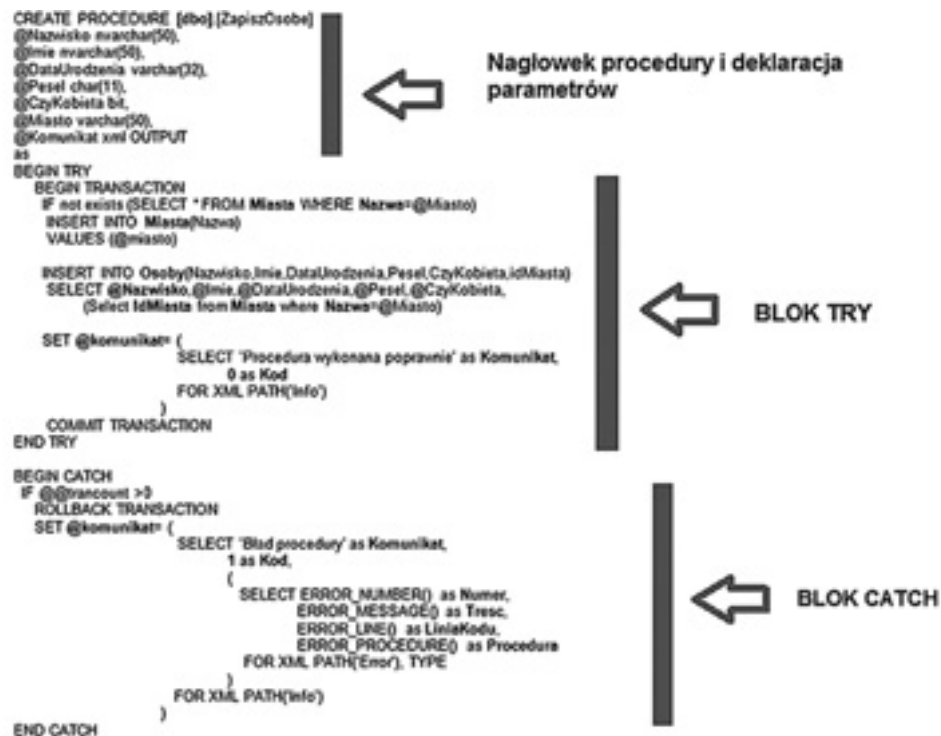 CREATE PROCEDURE [dbo].[ZapiszOsobe]
@Nazwisko nvarchar(50),
@Imie nvarchar(50),
@DataUrodzenia varchar(32),
@Pesel char(11),
@CzyKobieta bit,
@Miasto varchar(50),
@Komunikat xml OUTPUT
as
Nagłowek procedury i deklaracja
parametrów
BEGIN TRY
BEGIN TRANSACTION
IF not exists (SELECT * FROM Miasta WHERE Nazwa=@Miasto)
INSERT INTO Miasta(Nazwa)
VALUES (@miasto)
INSERT INTO Osoby(Nazwisko,Imie,DataUrodzenia,Pesel,CzyKobieta,idMiasta)
SELECT @Nazwisko,@Imie,@DataUrodzenia,@Pesel,@CzyKobieta,
(Select IdMiasta from Miasta where Nazwa=@Miasto)
SET @komunikat= (
SELECT 'Procedura wykonana poprawnie' as Komunikat,
0 as Kod
FOR XML PATH('Info')
)
COMMIT TRANSACTION
END TRY
BLOK TRY
BEGIN CATCH
IF @@trancount >0
ROLLBACK TRANSACTION
SET @komunikat= (
SELECT 'Bład procedury' as Komunikat,
1 as Kod,
(
SELECT ERROR_NUMBER() as Numer,
ERROR_MESSAGE() as Tresc,
ERROR_LINE() as LiniaKodu,
ERROR_PROCEDURE() as Procedura
FOR XML PATH('Error'), TYPE
)
FOR XML PATH('Info')
)
END CATCH
BLOK CATCH